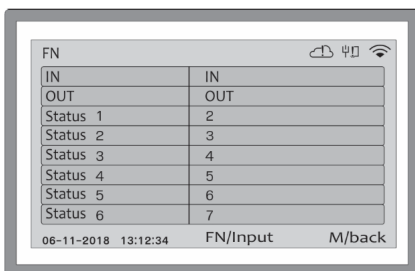 FN
IN IN
OUT OUT
Status 1 2
Status 2 3
Status 3 4
Status 4 5
Status 5 6
Status 6 7
06-11-2018 13:12:34 FN/Input M/back